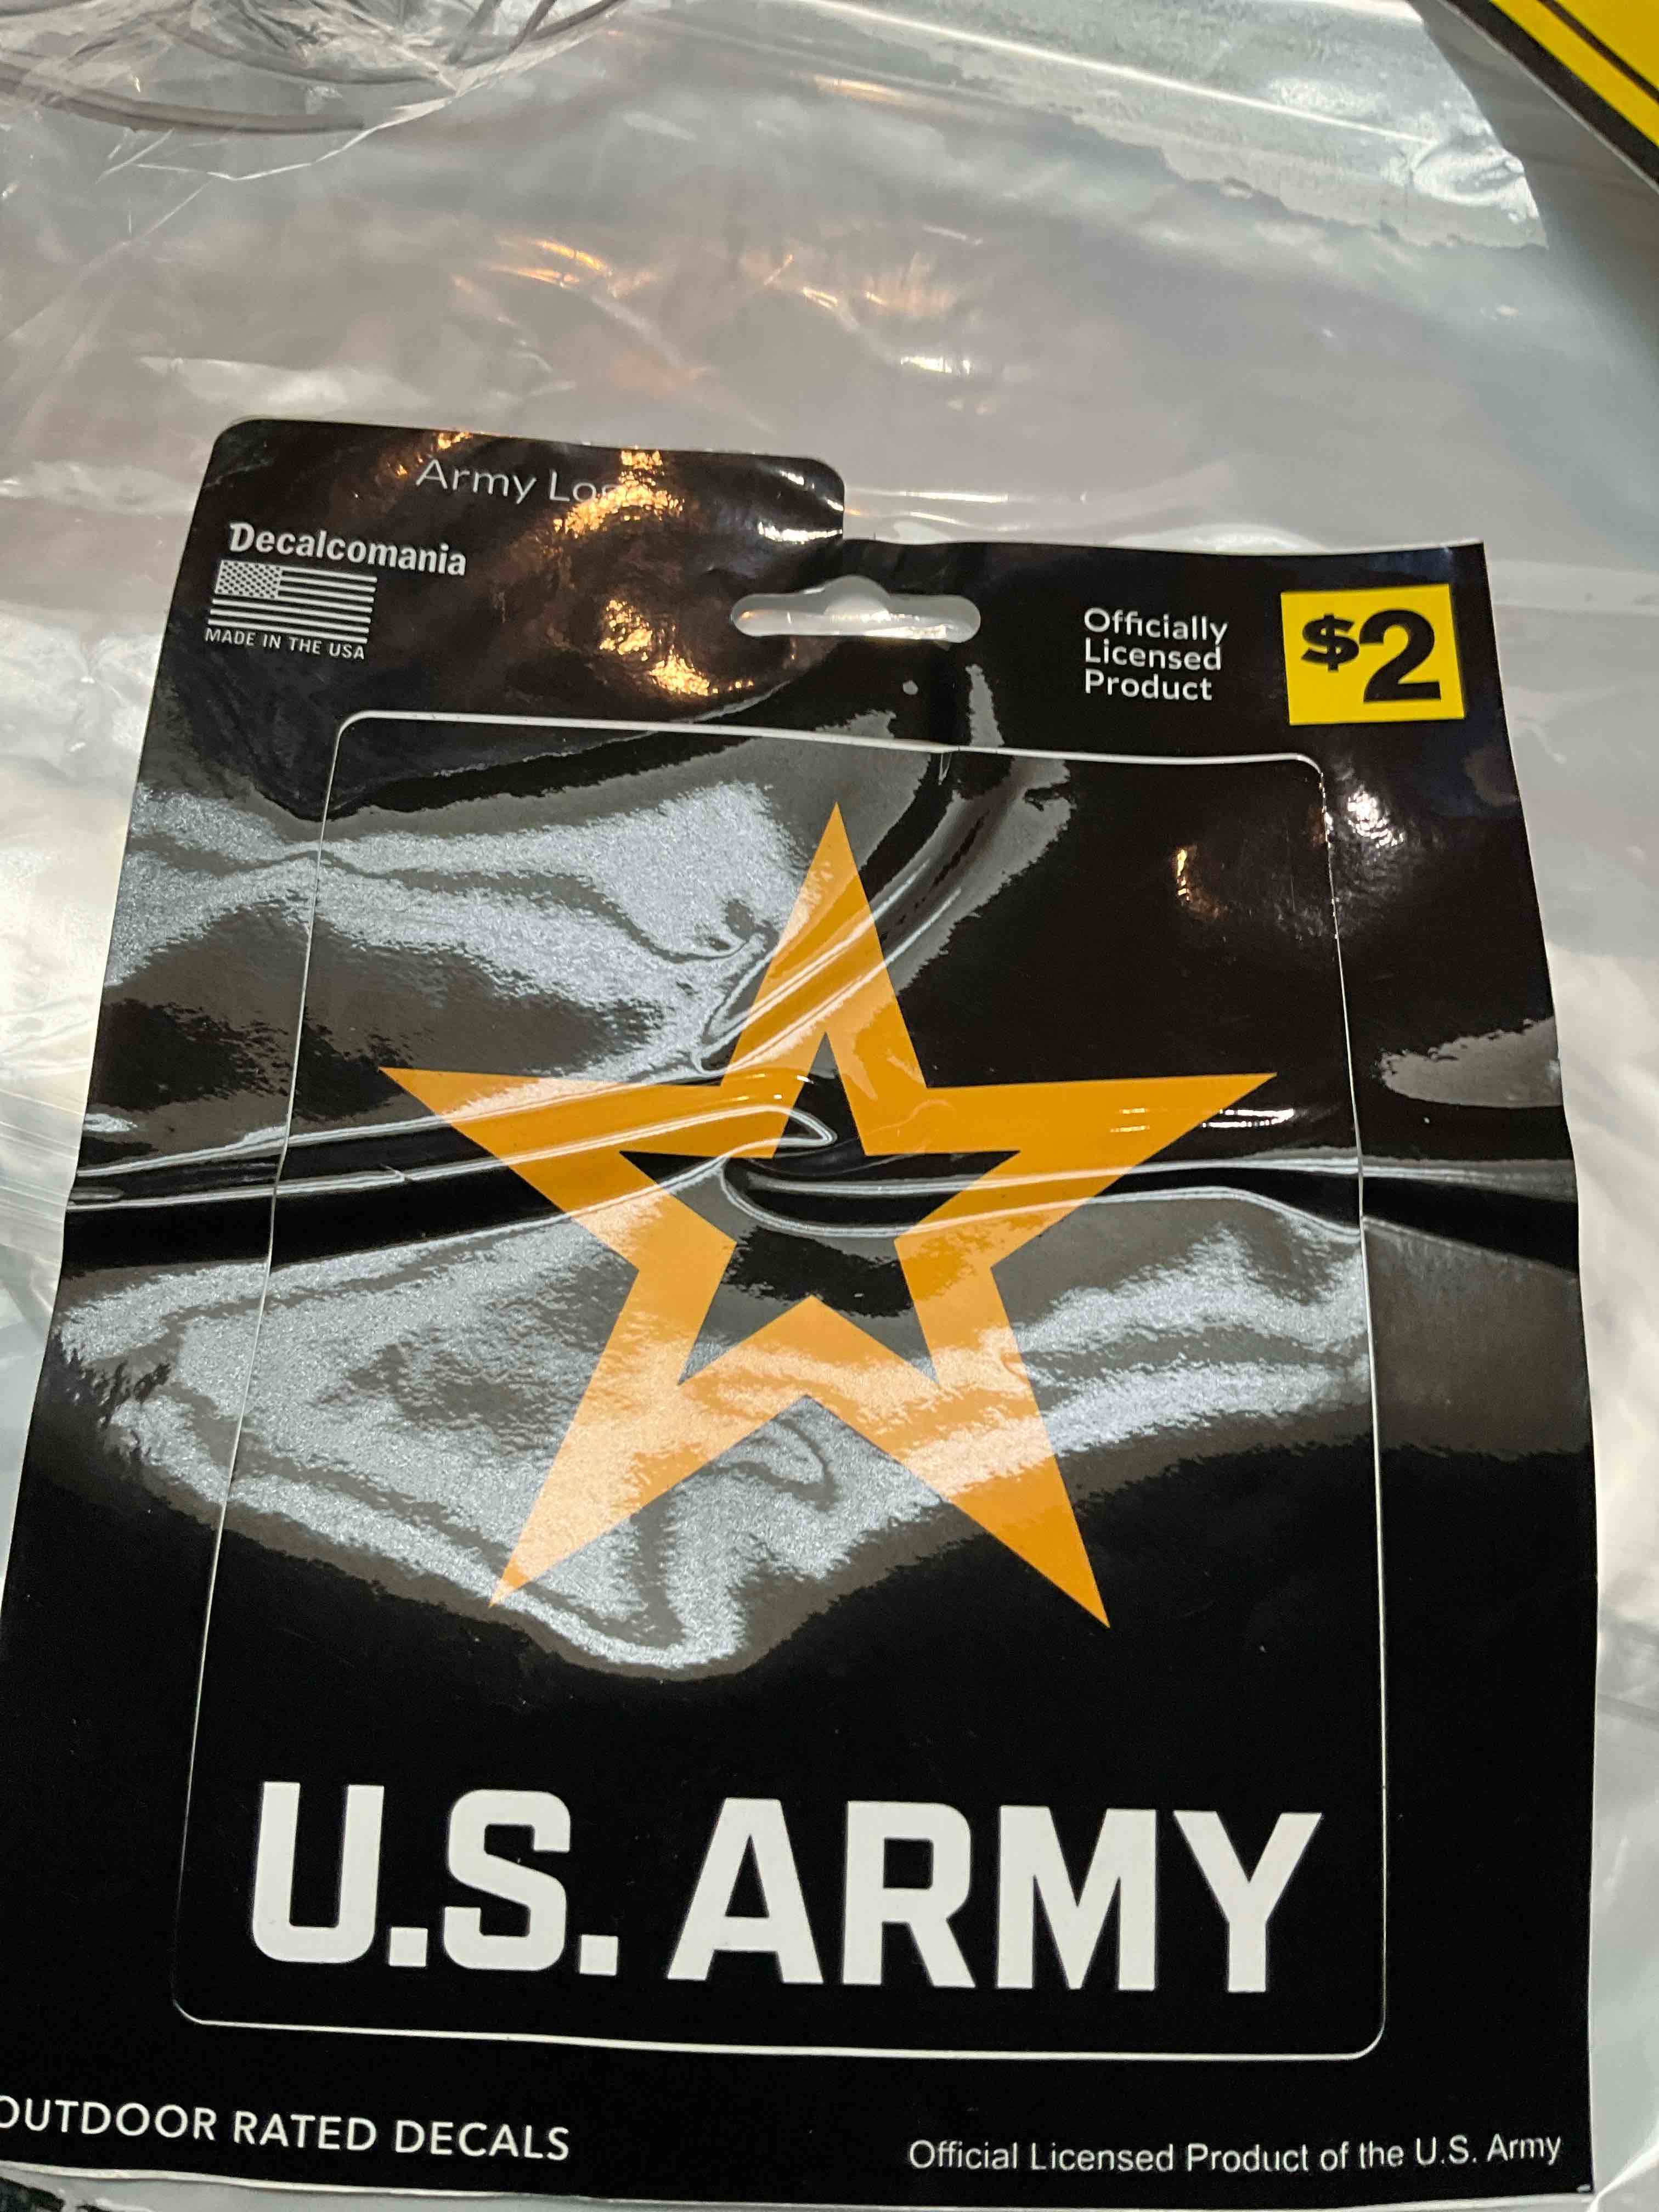 Army
Decalcomania
MADE IN THE USA
Officially
Licensed
Product
$2
U.S. ARMY
OUTDOOR RATED DECALS
Official Licensed Product of the U.S. Army